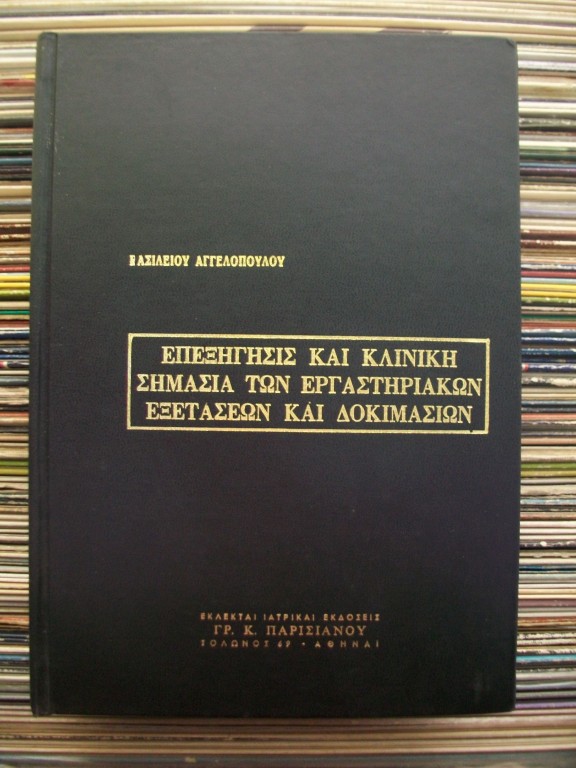 ΒΑΣΙΛΕΙΟΥ ΑΓΓΕΛΟΠΟΥΛΟΥ
ΕΠΕΞΗΓΗΣΙΣ ΚΑΙ ΚΛΙΝΙΚΗ
ΣΗΜΑΣΙΑ ΤΩΝ ΕΡΓΑΣΤΗΡΙΑΚΩΝ
ΕΞΕΤΑΣΕΩΝ ΚΑΙ ΔΟΚΙΜΑΣΙΩΝ
ΕΚΛΕΚΤΑΙ ΙΑΤΡΙΚΑΙ ΕΚΔΟΣΕΙΣ
ΓΡ. Κ. ΠΑΡΙΣΙΑΝΟΥ
ΣΟΛΩΝΟΣ 69 • ΑΘΗΝΑΙ